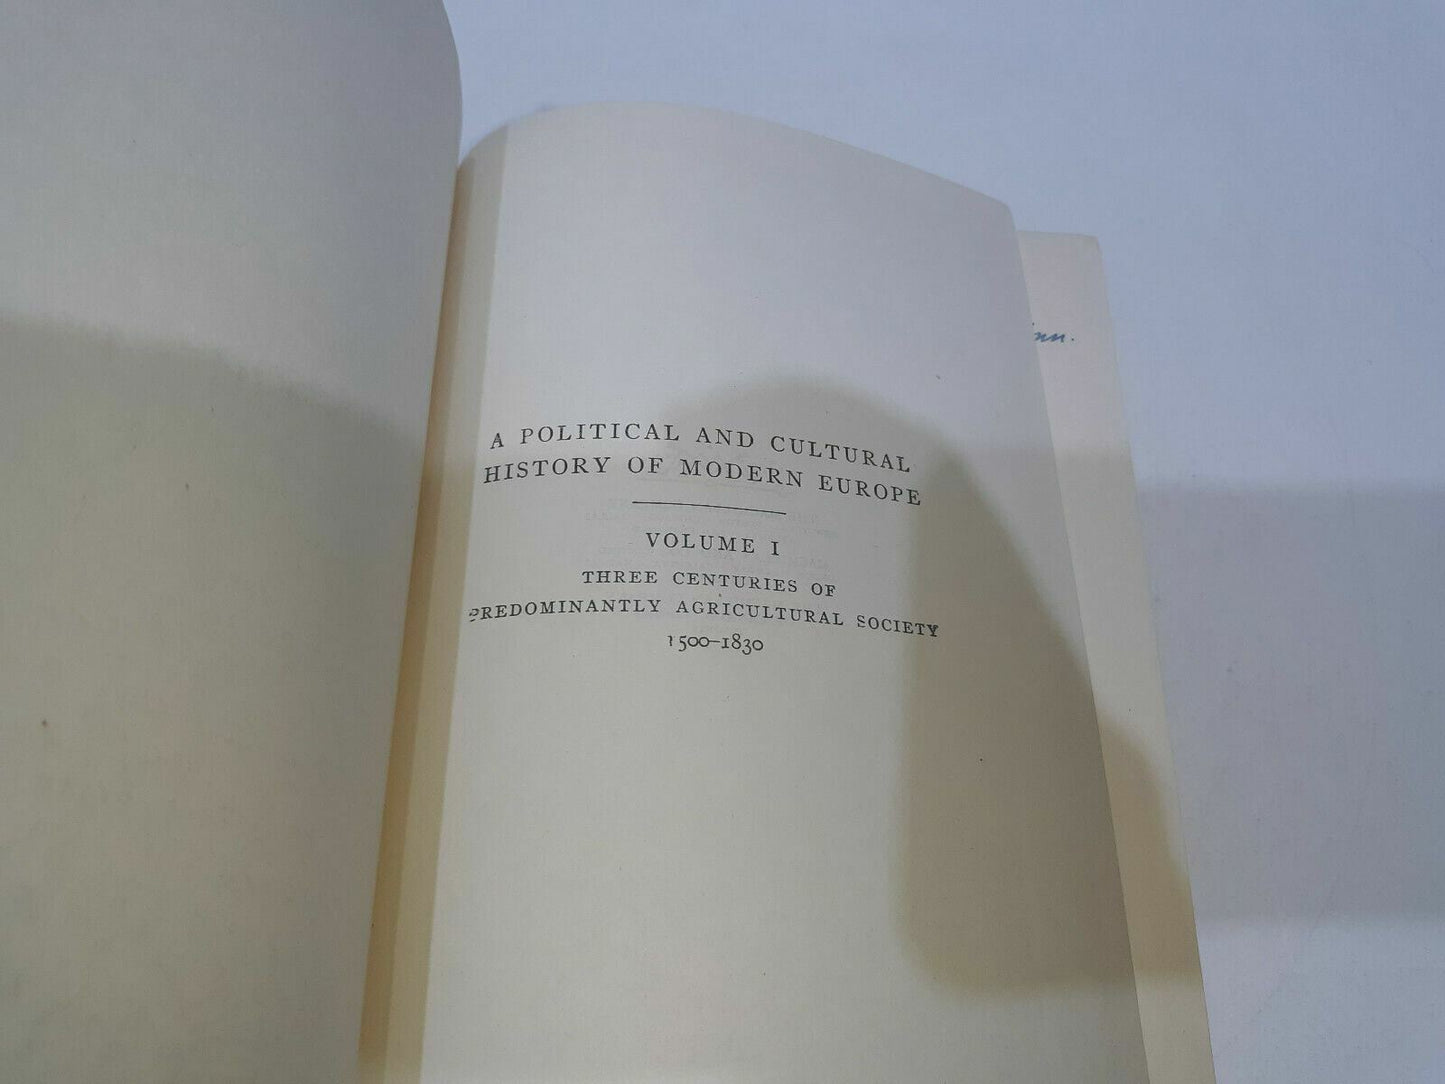 A POLITICAL AND CULTURAL
HISTORY OF MODERN EUROPE
VOLUME I
THREE CENTURIES OF
PREDOMINANTLY AGRICULTURAL SOCIETY
1500–1830